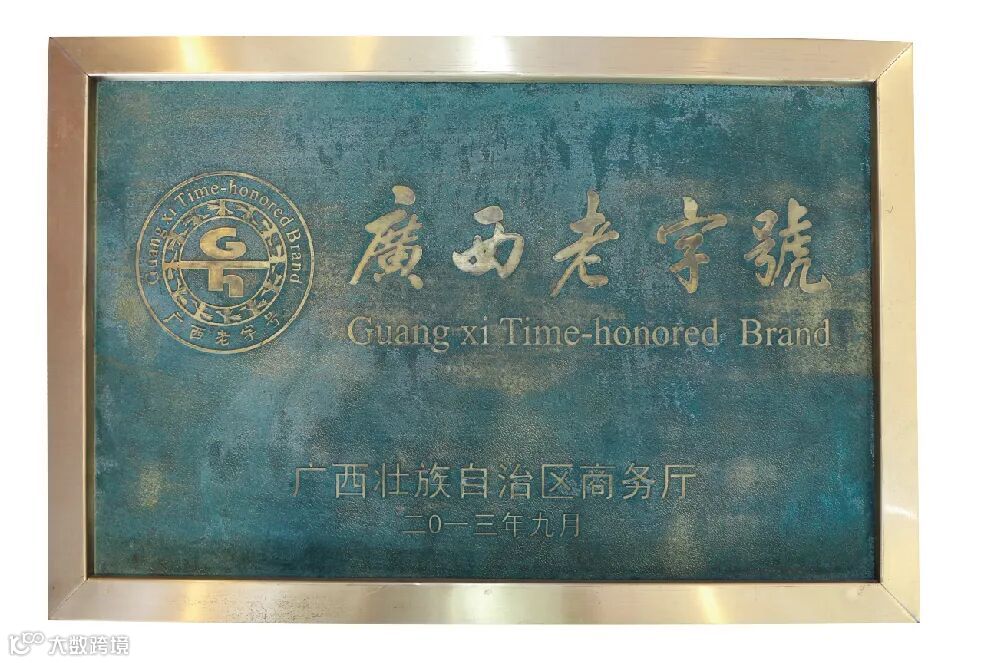 Guang xi Time-honored Brand
Gh
广西老字号
廣西老字號
Guang xi Time-honored Brand
广西壮族自治区商务厅
二0一三年九月
大数跨境